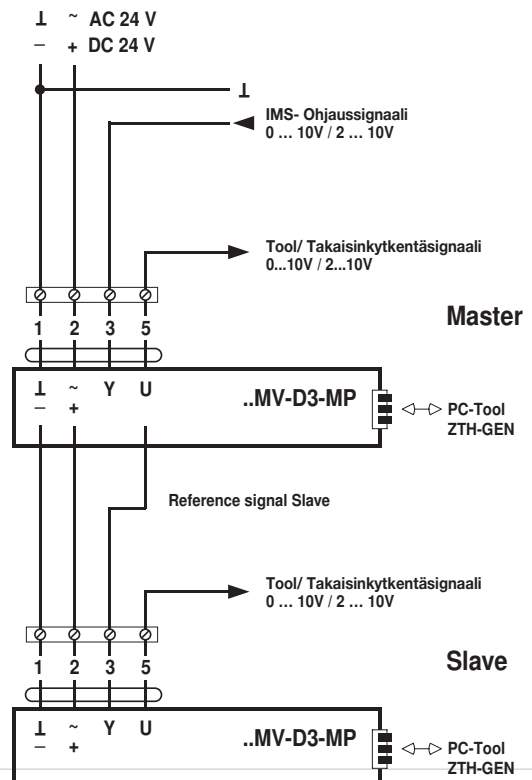 ⊥ ~ AC 24 V
– + DC 24 V
⊥
IMS- Ohjaussignaali
0 … 10V / 2 … 10V
Tool/ Takaisinkytkentäsignaali
0...10V / 2...10V
Master
1 2 3 5
⊥ ~ Y U
– +
..MV-D3-MP
PC-Tool
ZTH-GEN
Reference signal Slave
Tool/ Takaisinkytkentäsignaali
0 … 10V / 2 … 10V
Slave
1 2 3 5
⊥ ~ Y U
– +
..MV-D3-MP
PC-Tool
ZTH-GEN